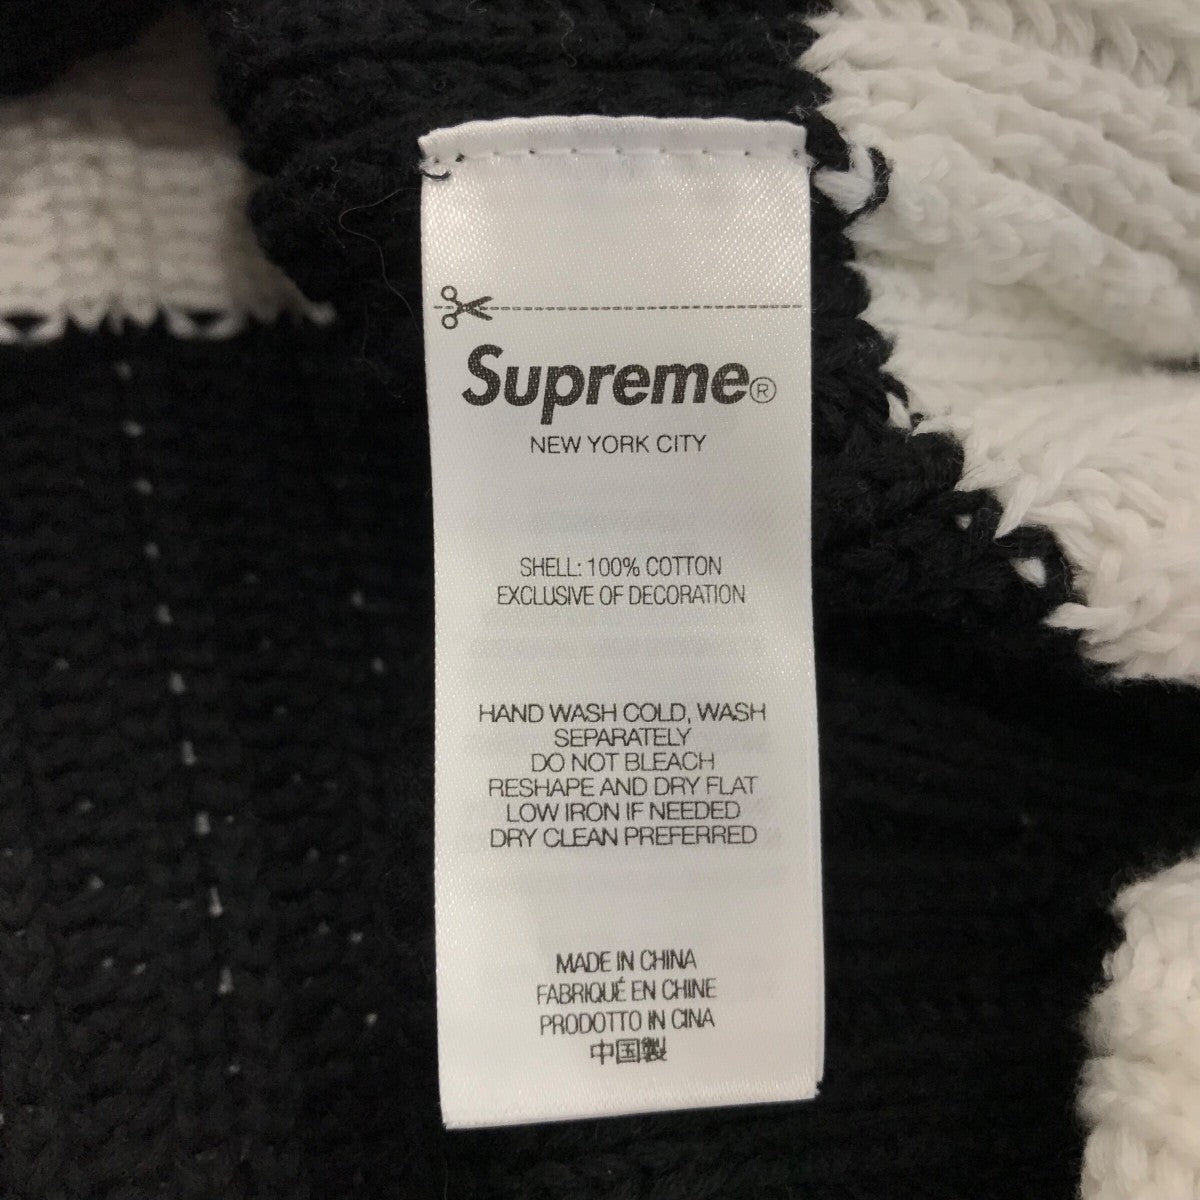 Supreme®
NEW YORK CITY
SHELL: 100% COTTON
EXCLUSIVE OF DECORATION
HAND WASH COLD, WASH
SEPARATELY
DO NOT BLEACH
RESHAPE AND DRY FLAT
LOW IRON IF NEEDED
DRY CLEAN PREFERRED
MADE IN CHINA
FABRIQUÉ EN CHINE
PRODOTTO IN CINA
中国製